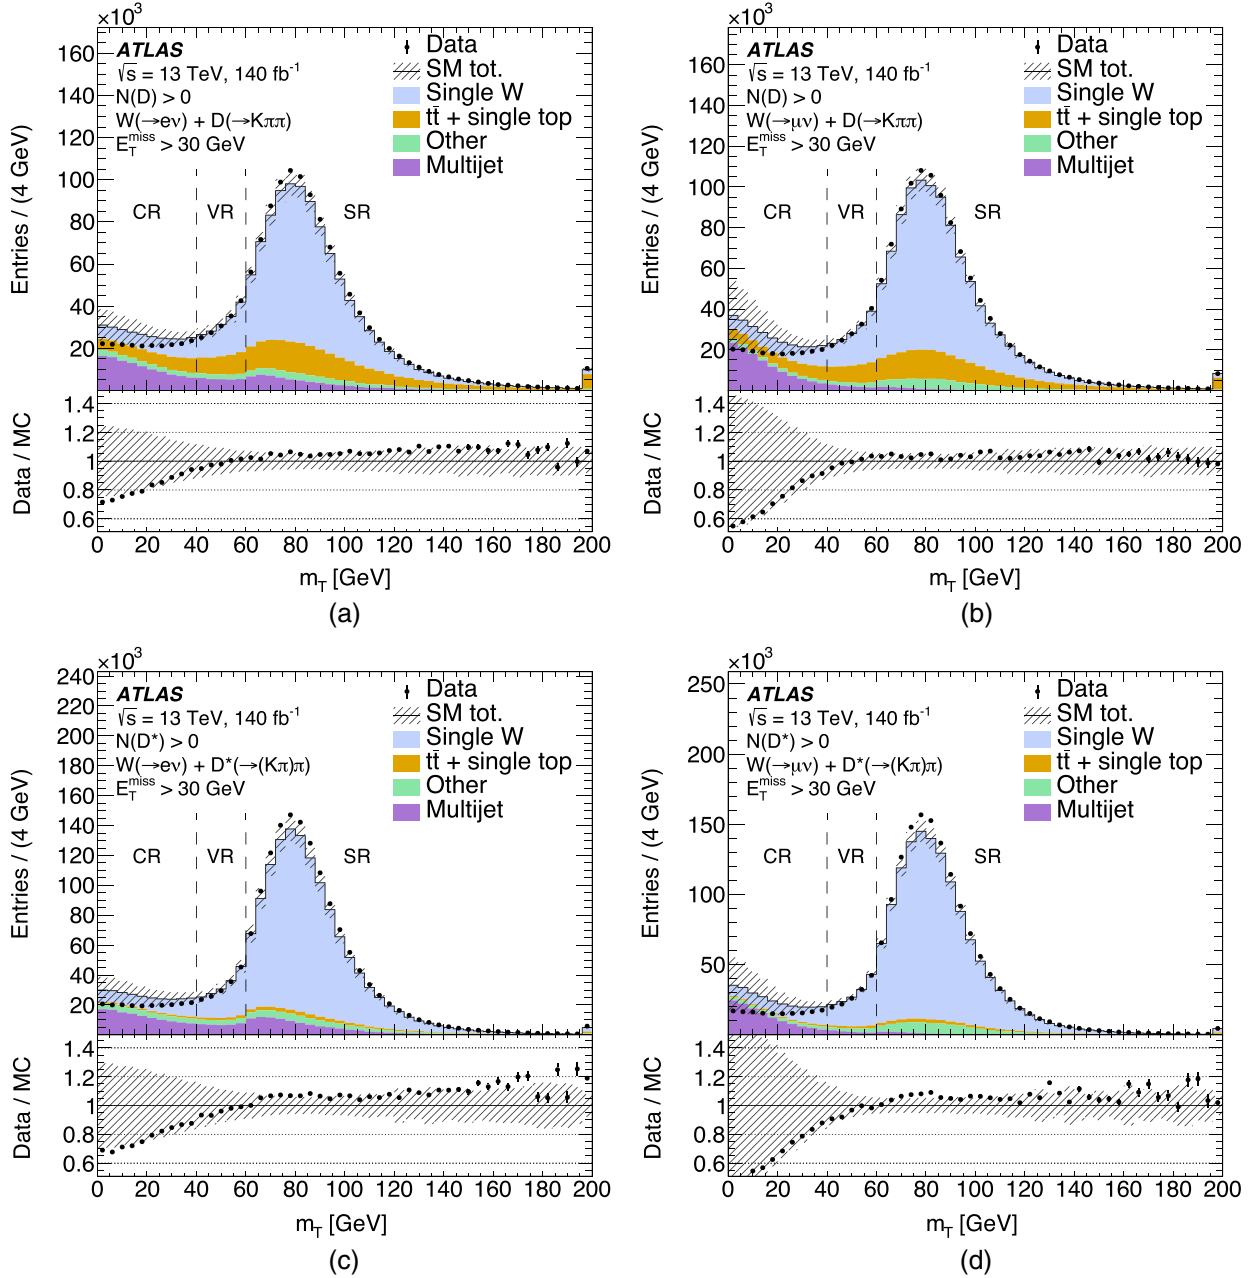 ×10³
160
140
120
100
80
60
40
20
Entries / (4 GeV)
ATLAS
√s = 13 TeV, 140 fb⁻¹
N(D) > 0
W(→eν) + D(→Kππ)
E_T^miss > 30 GeV
Data
SM tot.
Single W
tt̄ + single top
Other
Multijet
CR VR SR
1.4
1.2
1
0.8
0.6
Data / MC
0 20 40 60 80 100 120 140 160 180 200
m_T [GeV]
(a)
×10³
160
140
120
100
80
60
40
20
Entries / (4 GeV)
ATLAS
√s = 13 TeV, 140 fb⁻¹
N(D) > 0
W(→μν) + D(→Kππ)
E_T^miss > 30 GeV
Data
SM tot.
Single W
tt̄ + single top
Other
Multijet
CR VR SR
1.4
1.2
1
0.8
0.6
Data / MC
0 20 40 60 80 100 120 140 160 180 200
m_T [GeV]
(b)
×10³
240
220
200
180
160
140
120
100
80
60
40
20
Entries / (4 GeV)
ATLAS
√s = 13 TeV, 140 fb⁻¹
N(D*) > 0
W(→eν) + D*(→(Kπ)π)
E_T^miss > 30 GeV
Data
SM tot.
Single W
tt̄ + single top
Other
Multijet
CR VR SR
1.4
1.2
1
0.8
0.6
Data / MC
0 20 40 60 80 100 120 140 160 180 200
m_T [GeV]
(c)
×10³
250
200
150
100
50
Entries / (4 GeV)
ATLAS
√s = 13 TeV, 140 fb⁻¹
N(D*) > 0
W(→μν) + D*(→(Kπ)π)
E_T^miss > 30 GeV
Data
SM tot.
Single W
tt̄ + single top
Other
Multijet
CR VR SR
1.4
1.2
1
0.8
0.6
Data / MC
0 20 40 60 80 100 120 140 160 180 200
m_T [GeV]
(d)